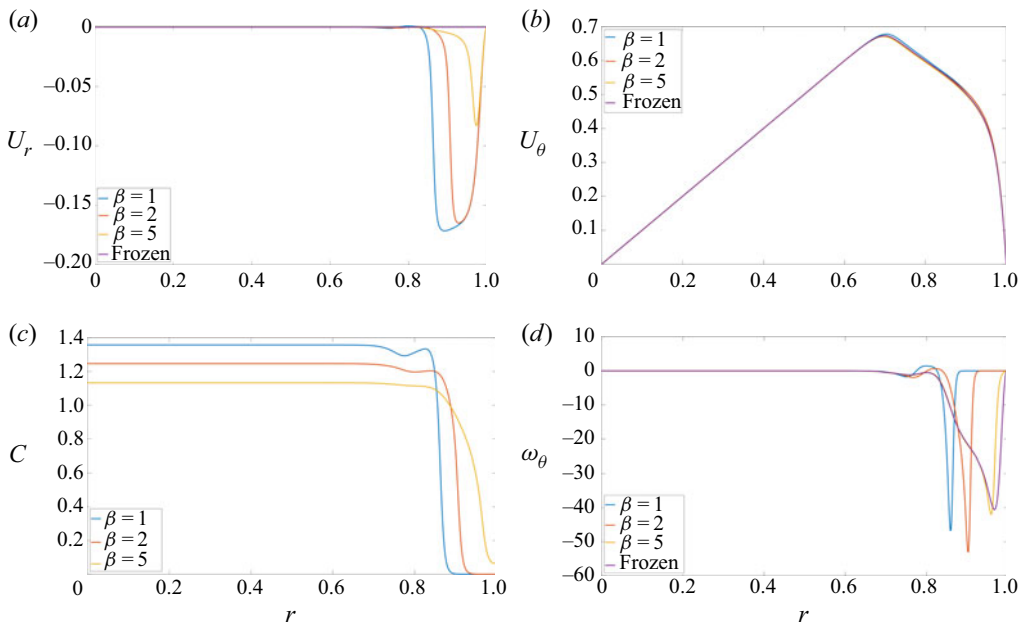 (a)
0
–0.05
–0.10
–0.15
–0.20
U_r
β = 1
β = 2
β = 5
Frozen
0 0.2 0.4 0.6 0.8 1.0
(b)
0.7
0.6
0.5
0.4
0.3
0.2
0.1
U_θ
β = 1
β = 2
β = 5
Frozen
0 0.2 0.4 0.6 0.8 1.0
(c)
1.4
1.2
1.0
0.8
0.6
0.4
0.2
C
β = 1
β = 2
β = 5
0 0.2 0.4 0.6 0.8 1.0
r
(d)
10
0
–10
–20
–30
–40
–50
–60
ω_θ
β = 1
β = 2
β = 5
Frozen
0 0.2 0.4 0.6 0.8 1.0
r